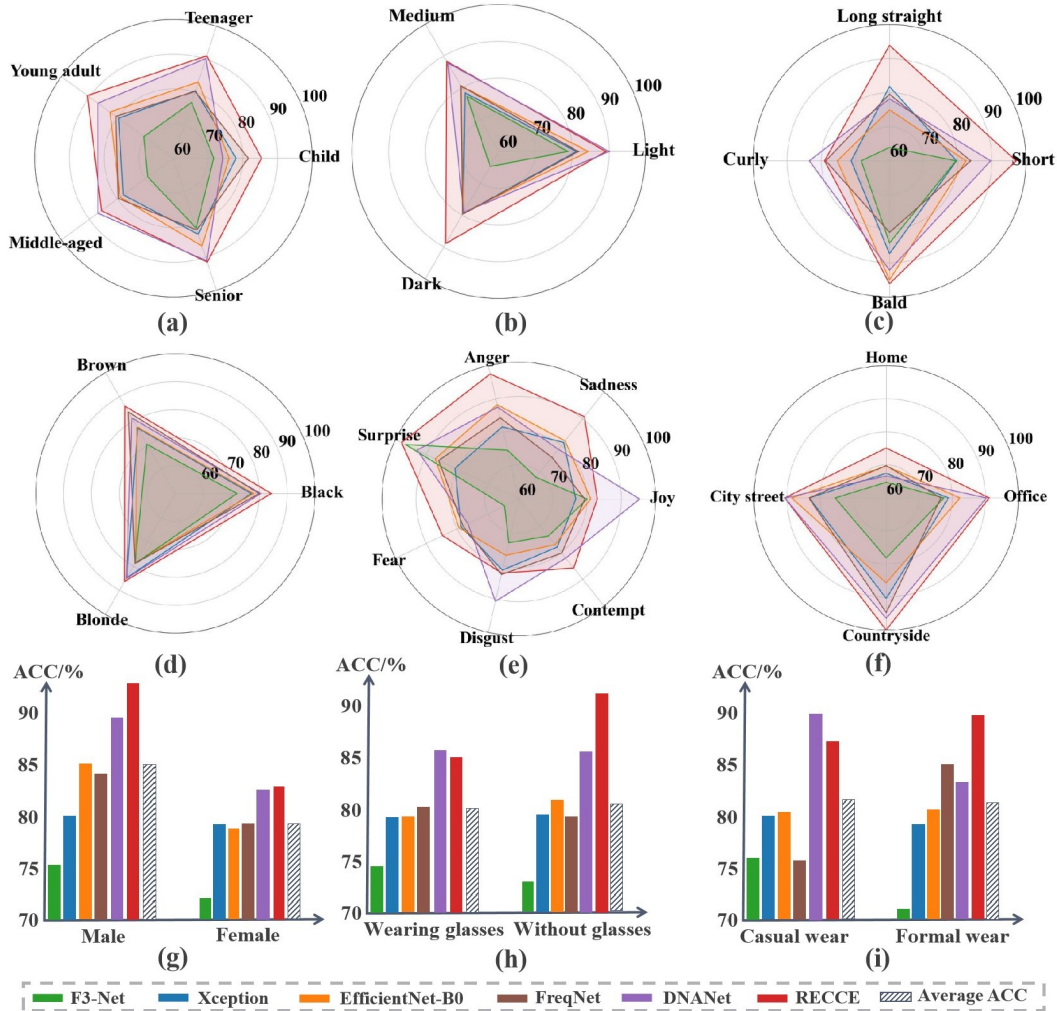 Teenager
Young adult
100
90
80
70
60
Child
Middle-aged
Senior
(a)
Medium
100
90
80
70
60
Light
Dark
(b)
Long straight
100
90
80
70
60
Curly
Short
Bald
(c)
Brown
100
90
80
70
60
Black
Blonde
(d)
Anger
Sadness
Surprise
100
90
80
70
60
Joy
Fear
Contempt
Disgust
(e)
Home
100
90
80
70
60
City street
Office
Countryside
(f)
ACC/%
90
85
80
75
70
Male Female
(g)
ACC/%
90
85
80
75
70
Wearing glasses Without glasses
(h)
ACC/%
90
85
80
75
70
Casual wear Formal wear
(i)
F3-Net Xception EfficientNet-B0 FreqNet DNANet RECCE Average ACC